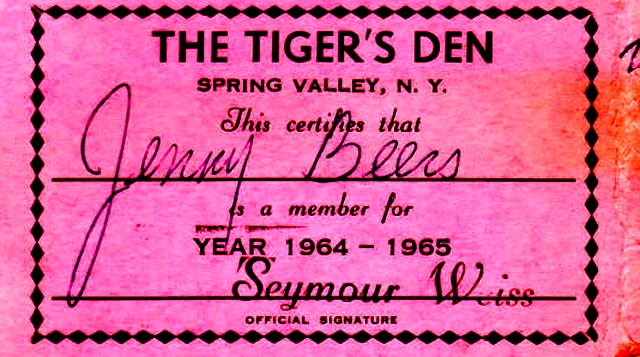 THE TIGER'S DEN
SPRING VALLEY, N. Y.
This certifies that
Jenny Beers
is a member for
YEAR 1964 – 1965
Seymour Weiss
OFFICIAL SIGNATURE